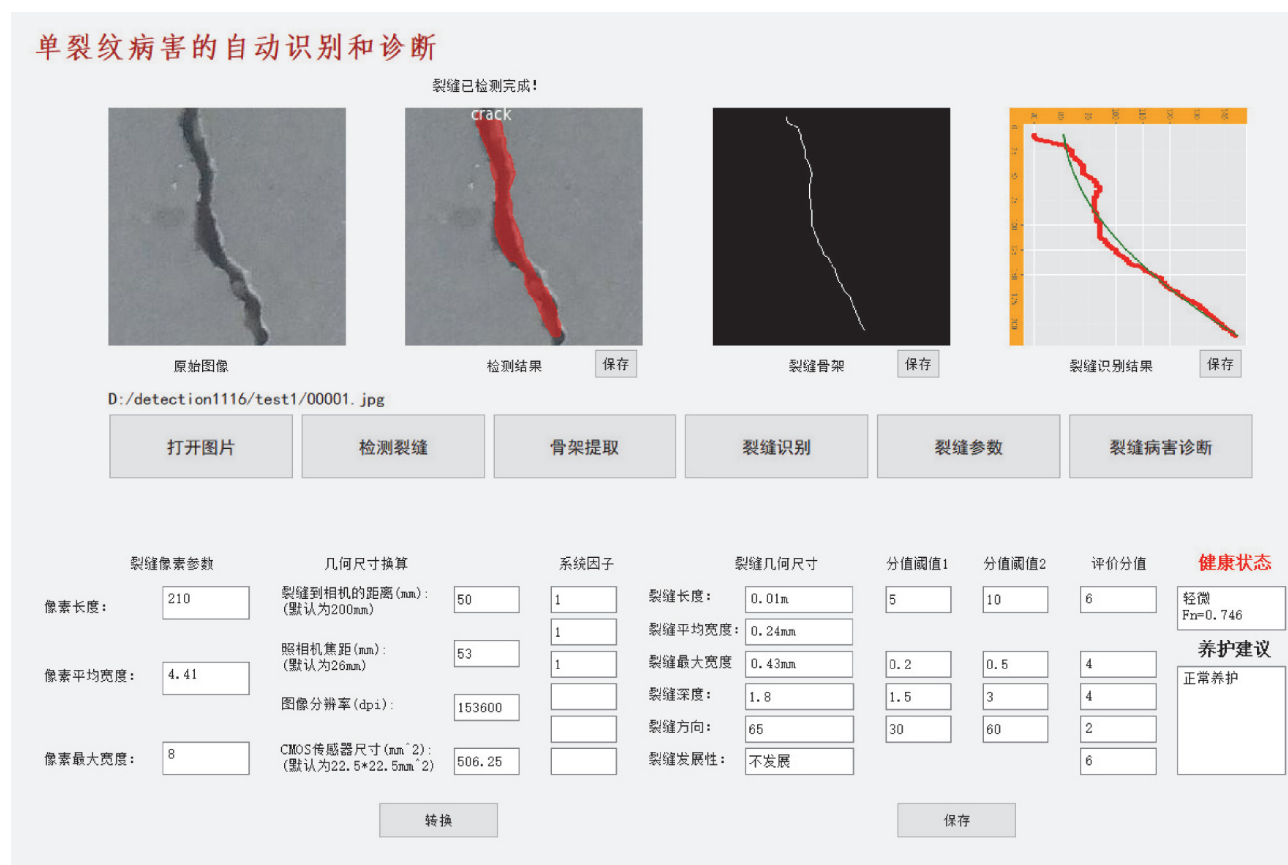 单裂纹病害的自动识别和诊断
裂缝已检测完成!
crack
原始图像
检测结果
保存
裂缝骨架
保存
裂缝识别结果
保存
D:/detection1116/test1/00001.jpg
打开图片
检测裂缝
骨架提取
裂缝识别
裂缝参数
裂缝病害诊断
裂缝像素参数
几何尺寸换算
系统因子
裂缝几何尺寸
分值阈值1
分值阈值2
评价分值
健康状态
像素长度:
210
裂缝到相机的距离(mm):
(默认为200mm)
50
1
裂缝长度:
0.01m
5
10
6
轻微
Fn=0.746
1
裂缝平均宽度:
0.24mm
养护建议
像素平均宽度:
4.41
照相机焦距(mm):
(默认为26mm)
53
1
裂缝最大宽度
0.43mm
0.2
0.5
4
正常养护
图像分辨率(dpi):
153600
裂缝深度:
1.8
1.5
3
4
裂缝方向:
65
30
60
2
像素最大宽度:
8
CMOS传感器尺寸(mm^2):
(默认为22.5*22.5mm^2)
506.25
裂缝发展性:
不发展
6
转换
保存